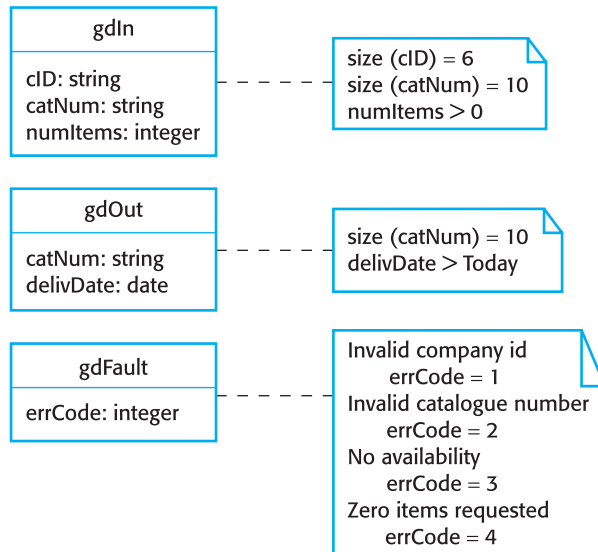 gdIn
cID: string
catNum: string
numItems: integer
size (cID) = 6
size (catNum) = 10
numItems > 0
gdOut
catNum: string
delivDate: date
size (catNum) = 10
delivDate > Today
gdFault
errCode: integer
Invalid company id
errCode = 1
Invalid catalogue number
errCode = 2
No availability
errCode = 3
Zero items requested
errCode = 4